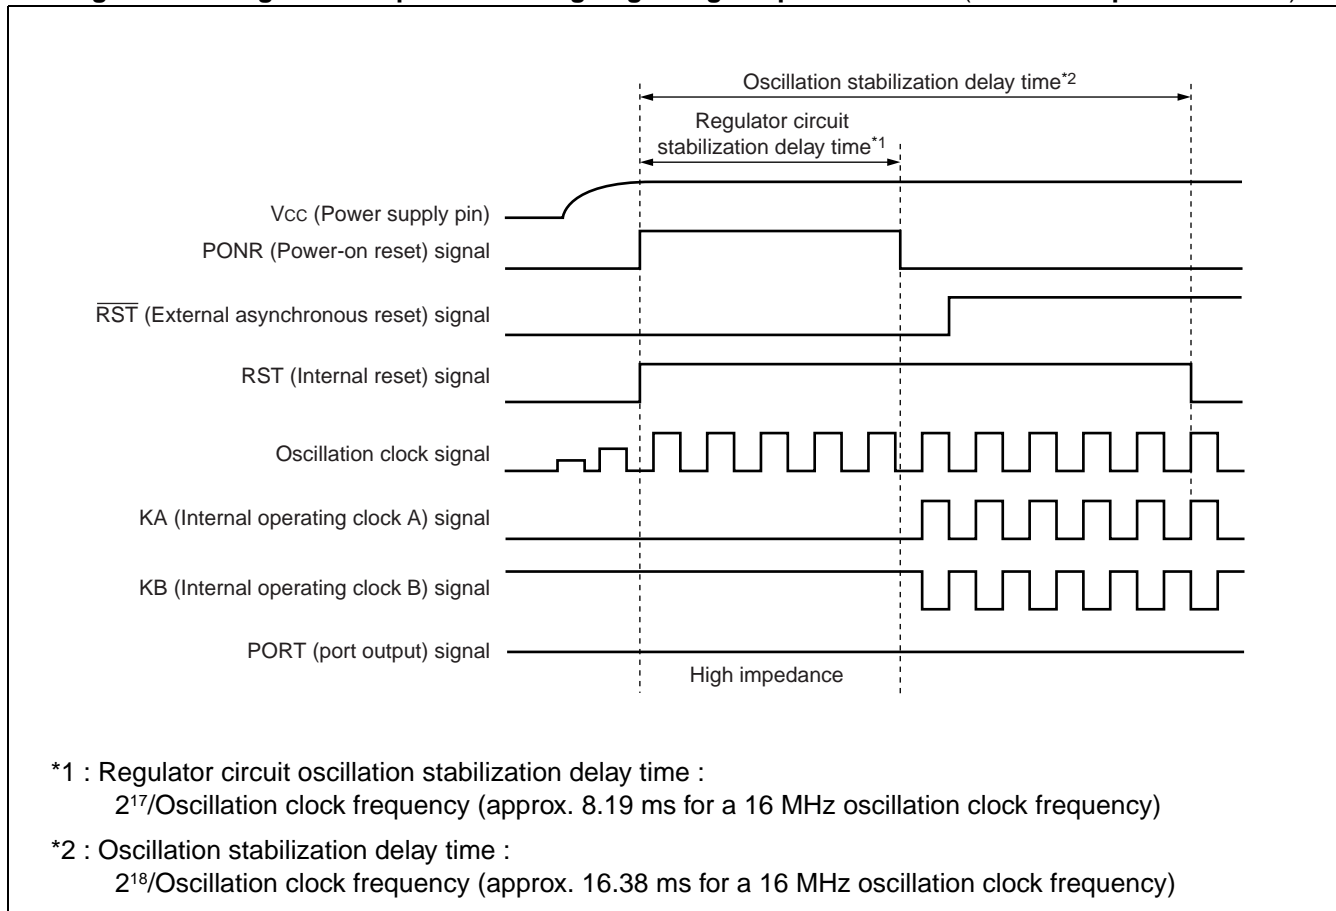 Oscillation stabilization delay time*2
Regulator circuit
stabilization delay time*1
Vcc (Power supply pin)
PONR (Power-on reset) signal
RST (External asynchronous reset) signal
RST (Internal reset) signal
Oscillation clock signal
KA (Internal operating clock A) signal
KB (Internal operating clock B) signal
PORT (port output) signal
High impedance
*1 : Regulator circuit oscillation stabilization delay time :
2¹⁷/Oscillation clock frequency (approx. 8.19 ms for a 16 MHz oscillation clock frequency)
*2 : Oscillation stabilization delay time :
2¹⁸/Oscillation clock frequency (approx. 16.38 ms for a 16 MHz oscillation clock frequency)